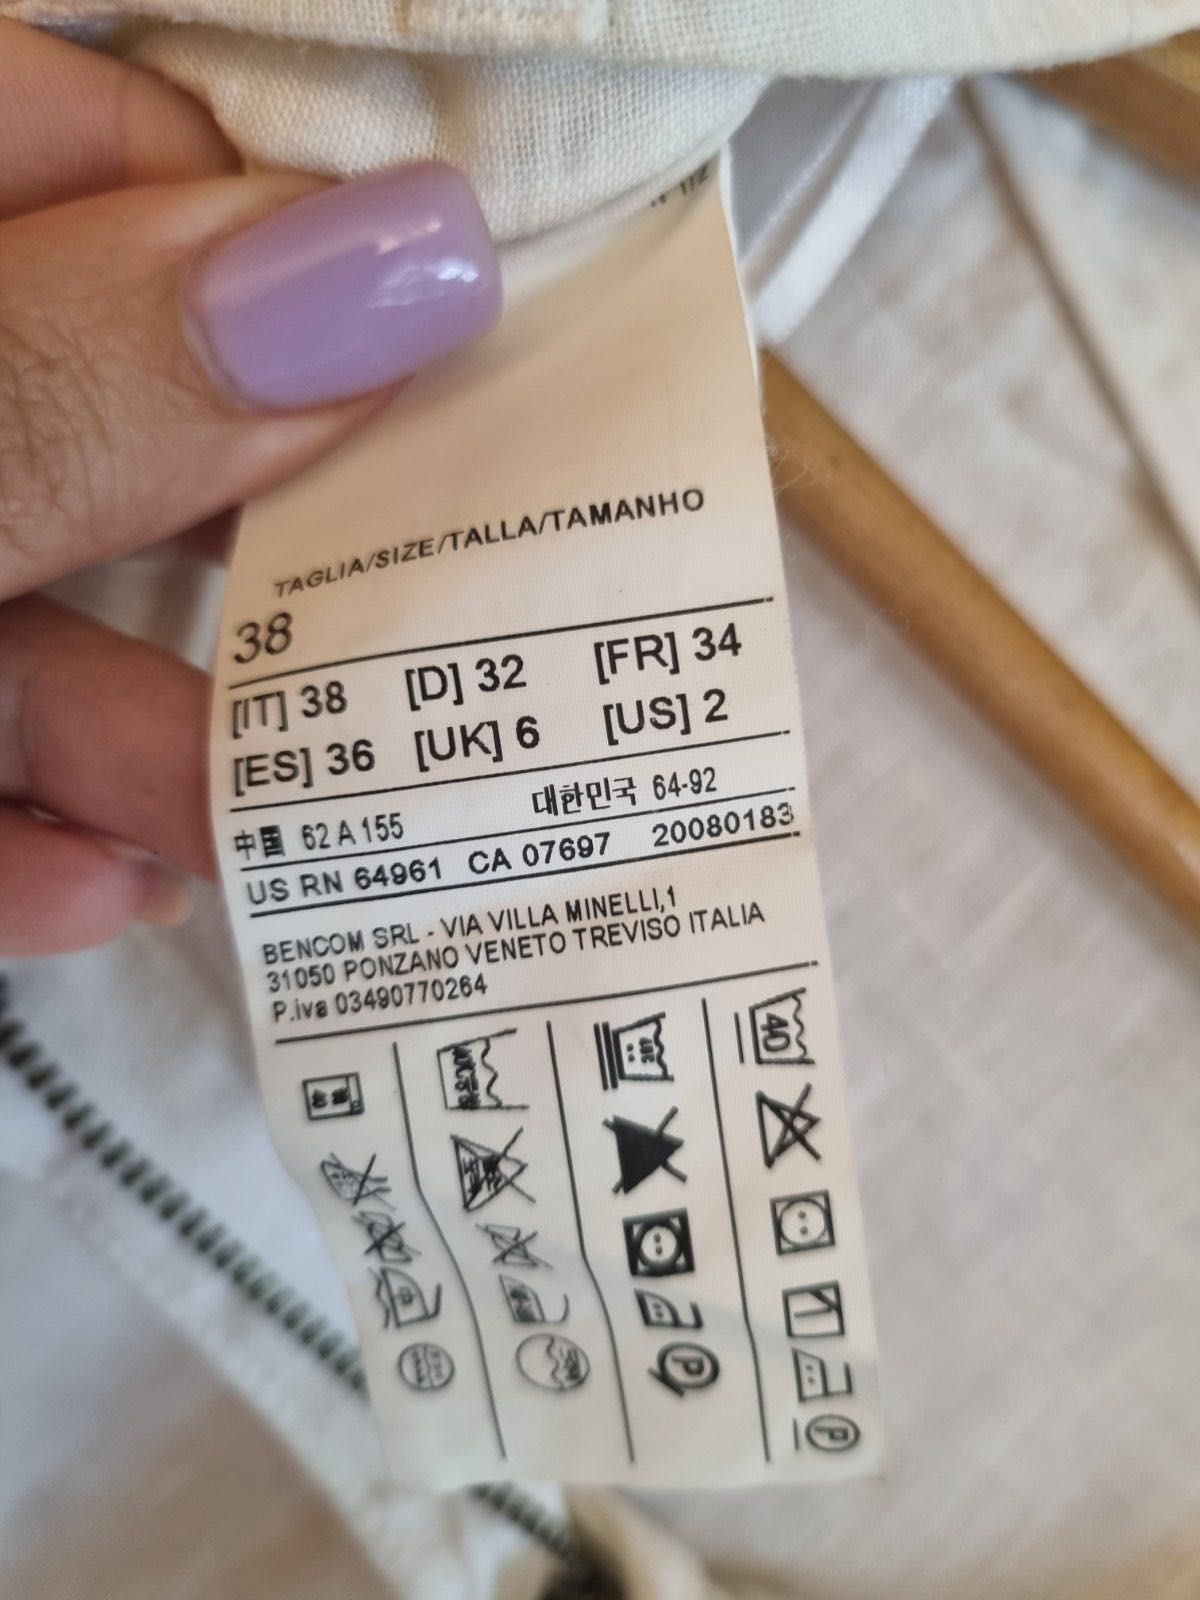 TAGLIA/SIZE/TALLA/TAMANHO
38
[IT] 38 [D] 32 [FR] 34
[ES] 36 [UK] 6 [US] 2
中国 62 A 155 대한민국 64-92
US RN 64961 CA 07697 20080183
BENCOM SRL - VIA VILLA MINELLI,1
31050 PONZANO VENETO TREVISO ITALIA
P.iva 03490770264
40
P
P